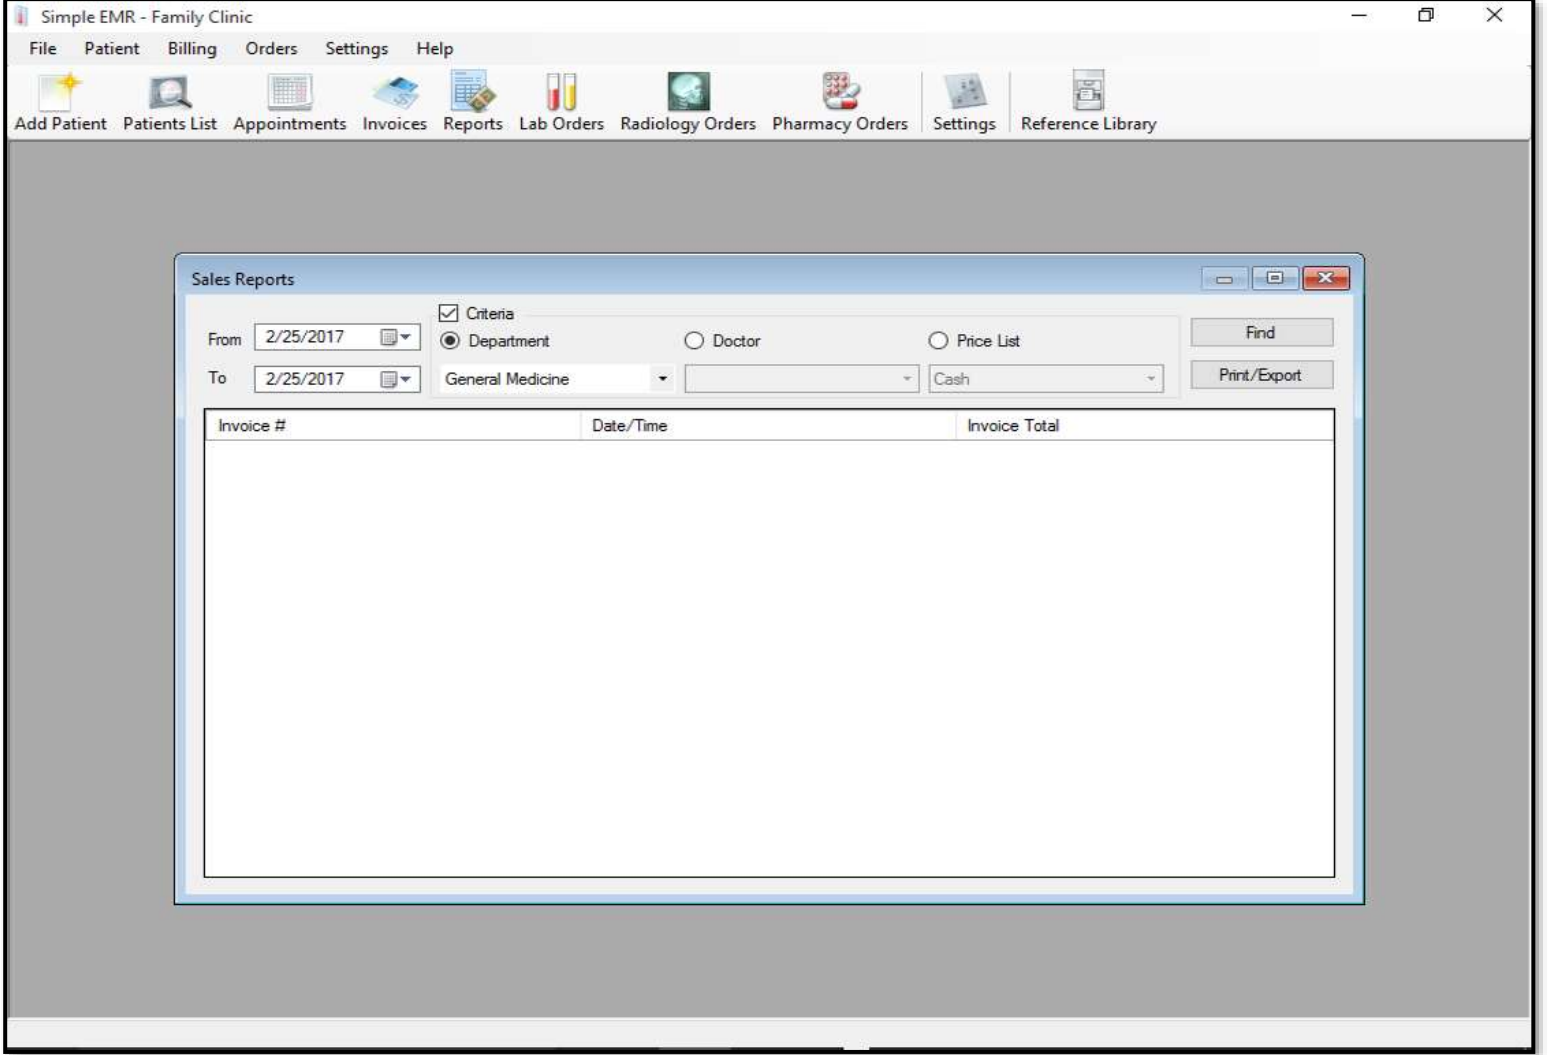 Simple EMR - Family Clinic
File Patient Billing Orders Settings Help
Add Patient Patients List Appointments Invoices Reports Lab Orders Radiology Orders Pharmacy Orders Settings Reference Library
Sales Reports
Criteria
From 2/25/2017 Department Doctor Price List Find
To 2/25/2017 General Medicine Cash Print/Export
Invoice # Date/Time Invoice Total